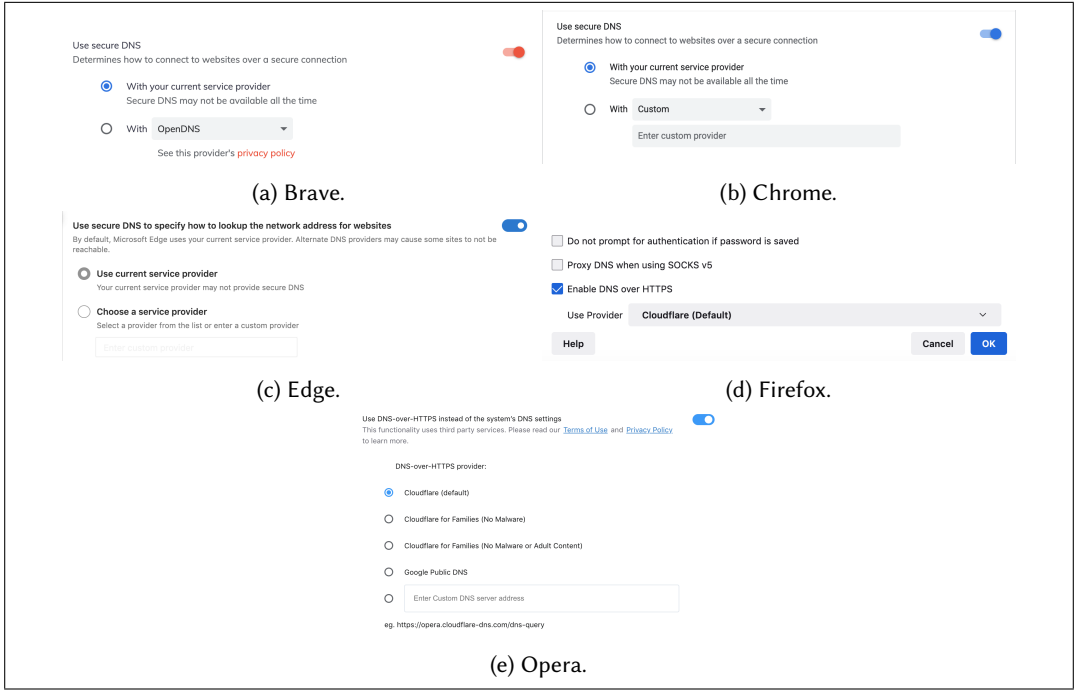 Use secure DNS
Determines how to connect to websites over a secure connection
With your current service provider
Secure DNS may not be available all the time
With OpenDNS
See this provider's privacy policy
(a) Brave.
Use secure DNS
Determines how to connect to websites over a secure connection
With your current service provider
Secure DNS may not be available all the time
With Custom
Enter custom provider
(b) Chrome.
Use secure DNS to specify how to lookup the network address for websites
By default, Microsoft Edge uses your current service provider. Alternate DNS providers may cause some sites to not be
reachable.
Use current service provider
Your current service provider may not provide secure DNS
Choose a service provider
Select a provider from the list or enter a custom provider
Enter custom provider
(c) Edge.
Do not prompt for authentication if password is saved
Proxy DNS when using SOCKS v5
Enable DNS over HTTPS
Use Provider Cloudflare (Default)
Help Cancel OK
(d) Firefox.
Use DNS-over-HTTPS instead of the system's DNS settings
This functionality uses third party services. Please read our Terms of Use and Privacy Policy
to learn more.
DNS-over-HTTPS provider:
Cloudflare (default)
Cloudflare for Families (No Malware)
Cloudflare for Families (No Malware or Adult Content)
Google Public DNS
Enter Custom DNS server address
eg. https://opera.cloudflare-dns.com/dns-query
(e) Opera.